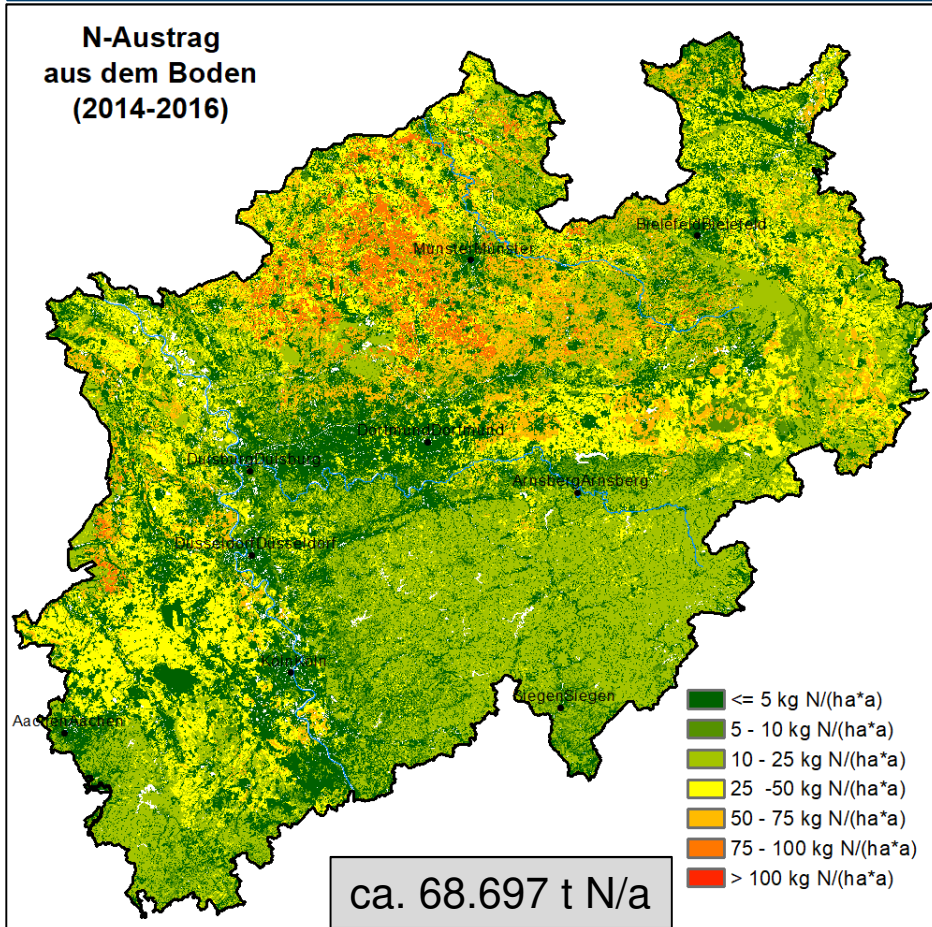 N-Austrag
aus dem Boden
(2014-2016)
BielefeldBielefeld
MünsterMünster
DortmundDortmund
DuisburgDuisburg
ArnsbergArnsberg
DüsseldorfDüsseldorf
KölnKöln
SiegenSiegen
AachenAachen
<= 5 kg N/(ha*a)
5 - 10 kg N/(ha*a)
10 - 25 kg N/(ha*a)
25 -50 kg N/(ha*a)
50 - 75 kg N/(ha*a)
75 - 100 kg N/(ha*a)
> 100 kg N/(ha*a)
ca. 68.697 t N/a